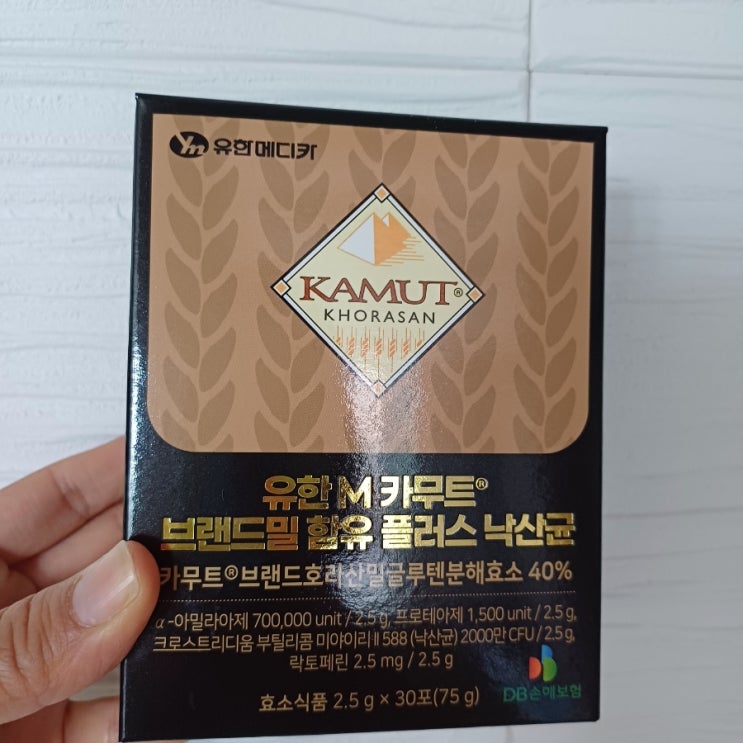 Ym 유한메디카
KAMUT®
KHORASAN
유한 M 카무트®
브랜드밀 함유 플러스 낙산균
카무트®브랜드호라산밀글루텐분해효소 40%
α-아밀라아제 700,000 unit / 2.5 g, 프로테아제 1,500 unit / 2.5 g,
크로스트리디움 부틸리콤 미야이리 II 588 (낙산균) 2000만 CFU / 2.5 g,
락토페린 2.5 mg / 2.5 g
효소식품 2.5 g × 30포(75 g)
DB손해보험